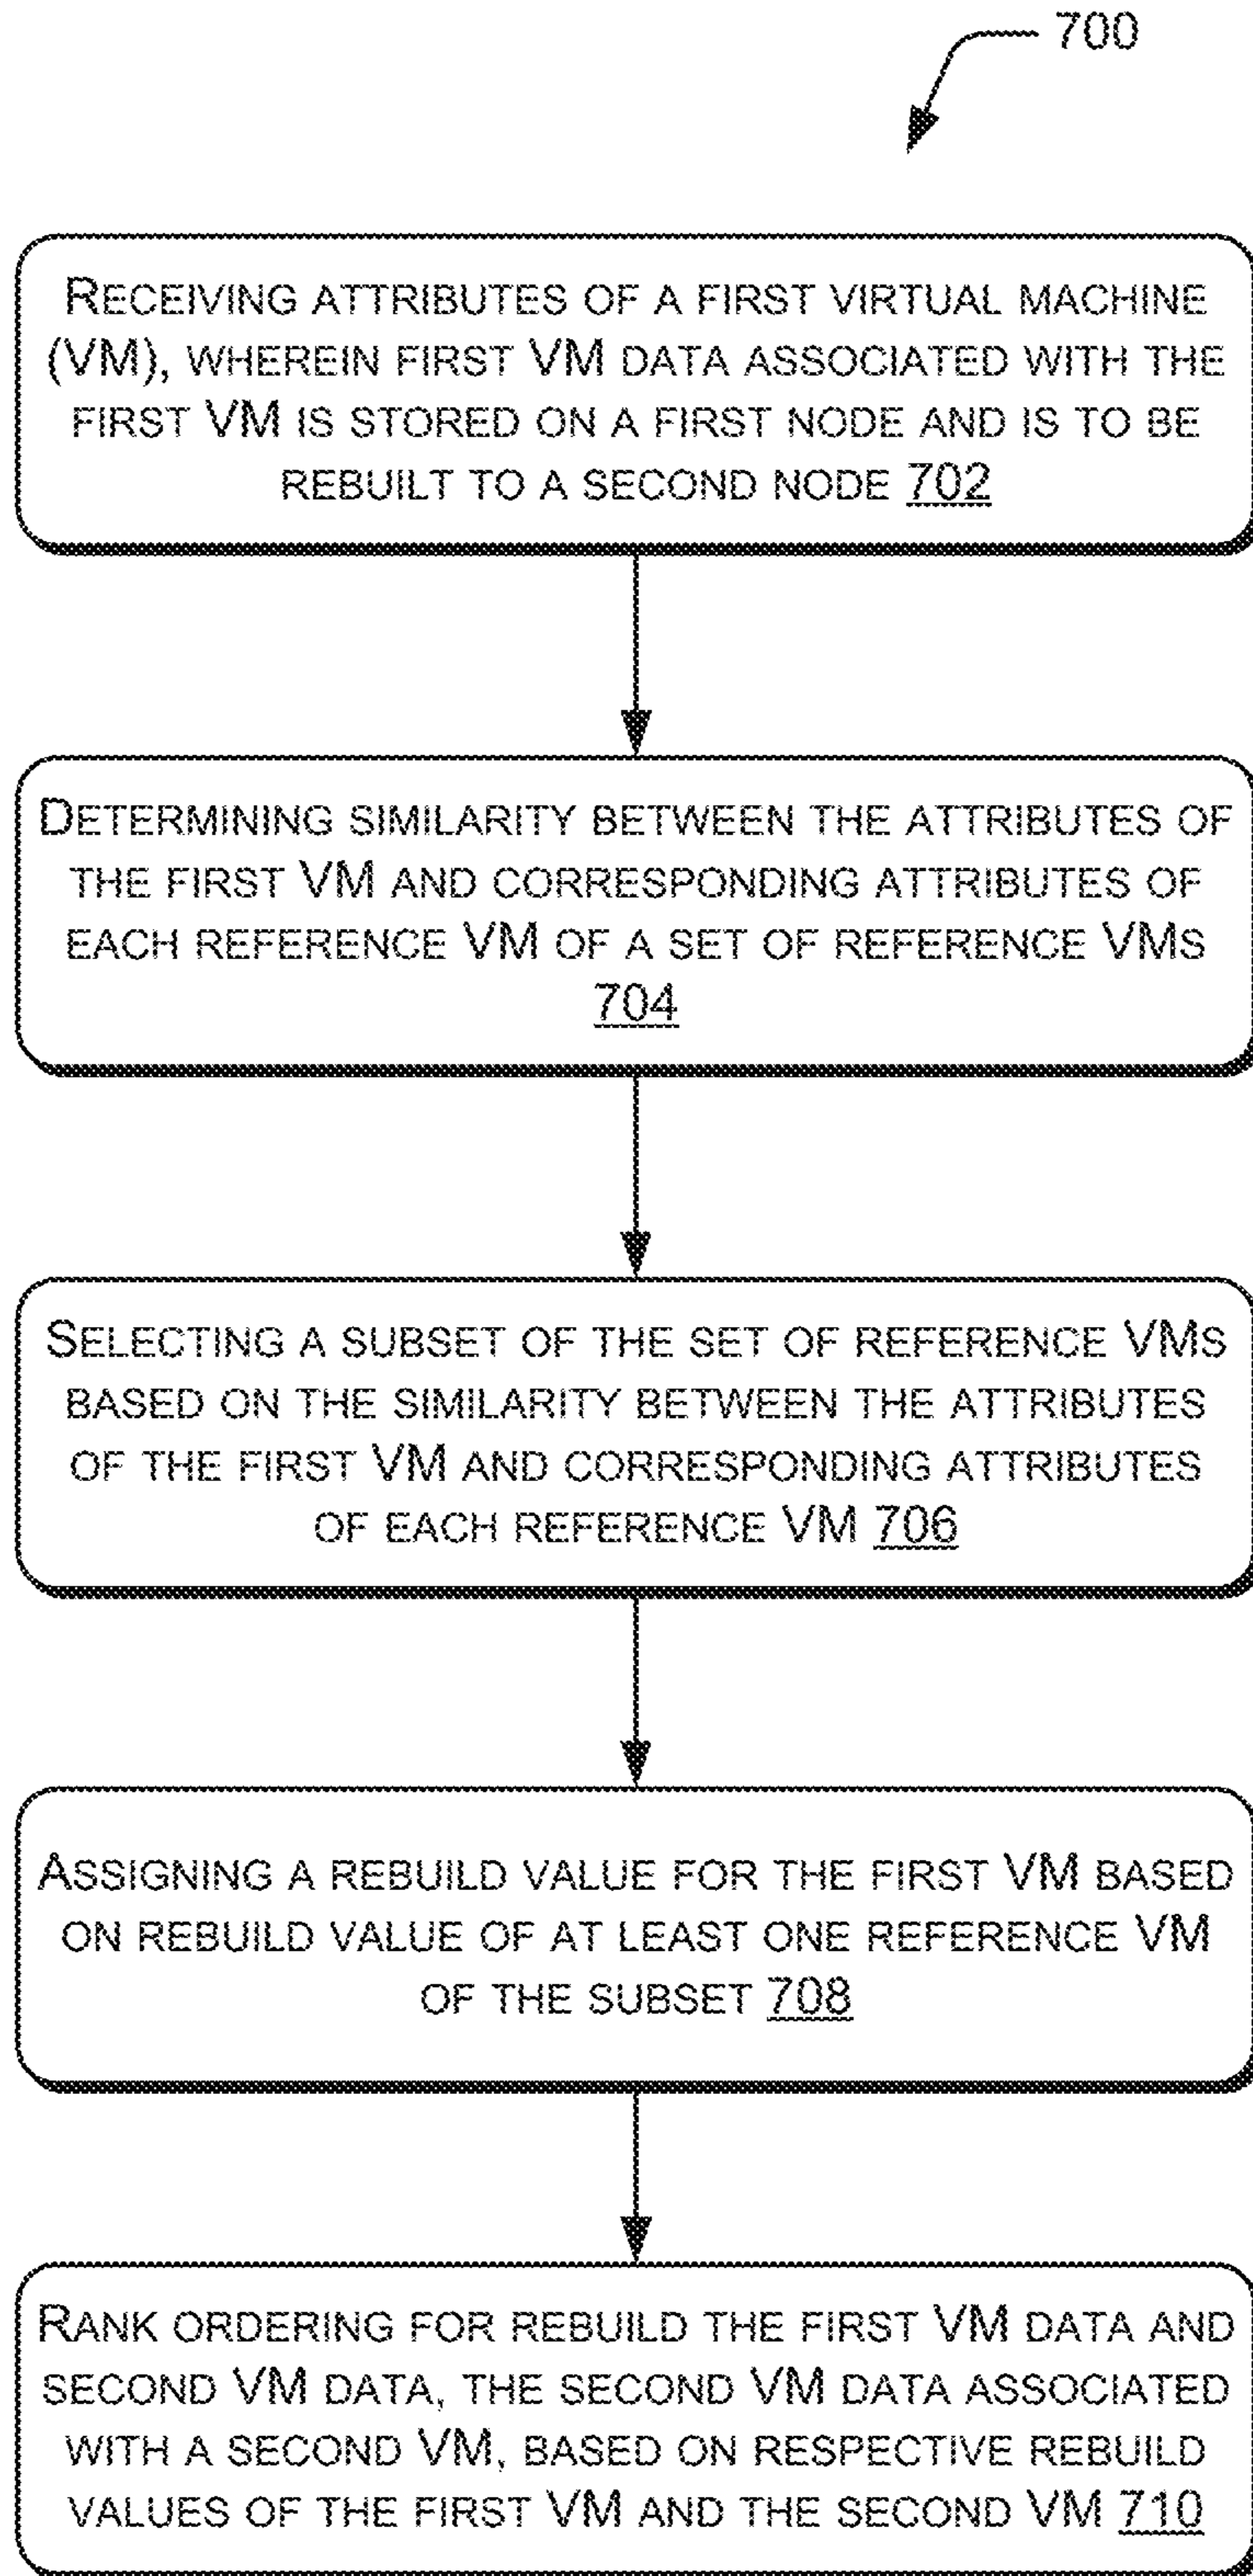 700
RECEIVING ATTRIBUTES OF A FIRST VIRTUAL MACHINE
(VM), WHEREIN FIRST VM DATA ASSOCIATED WITH THE
FIRST VM IS STORED ON A FIRST NODE AND IS TO BE
REBUILT TO A SECOND NODE 702
DETERMINING SIMILARITY BETWEEN THE ATTRIBUTES OF
THE FIRST VM AND CORRESPONDING ATTRIBUTES OF
EACH REFERENCE VM OF A SET OF REFERENCE VMS
704
SELECTING A SUBSET OF THE SET OF REFERENCE VMS
BASED ON THE SIMILARITY BETWEEN THE ATTRIBUTES
OF THE FIRST VM AND CORRESPONDING ATTRIBUTES
OF EACH REFERENCE VM 706
ASSIGNING A REBUILD VALUE FOR THE FIRST VM BASED
ON REBUILD VALUE OF AT LEAST ONE REFERENCE VM
OF THE SUBSET 708
RANK ORDERING FOR REBUILD THE FIRST VM DATA AND
SECOND VM DATA, THE SECOND VM DATA ASSOCIATED
WITH A SECOND VM, BASED ON RESPECTIVE REBUILD
VALUES OF THE FIRST VM AND THE SECOND VM 710